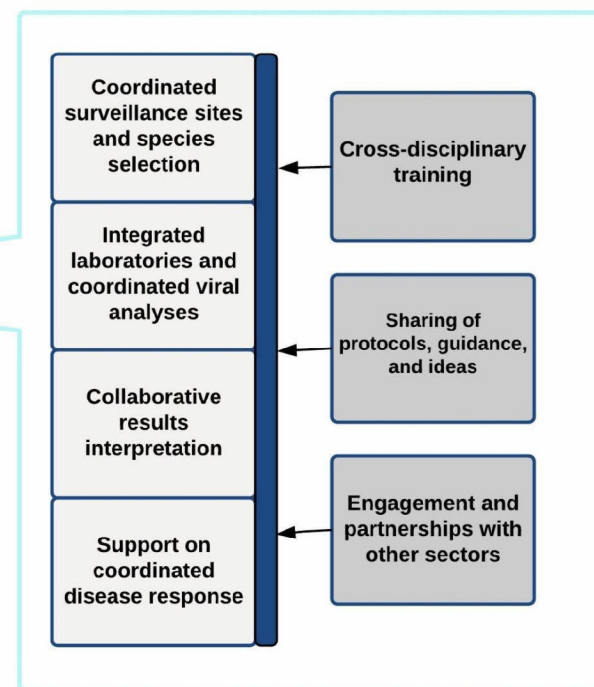 Coordinated
surveillance sites
and species
selection
Integrated
laboratories and
coordinated viral
analyses
Collaborative
results
interpretation
Support on
coordinated
disease response
Cross-disciplinary
training
Sharing of
protocols, guidance,
and ideas
Engagement and
partnerships with
other sectors